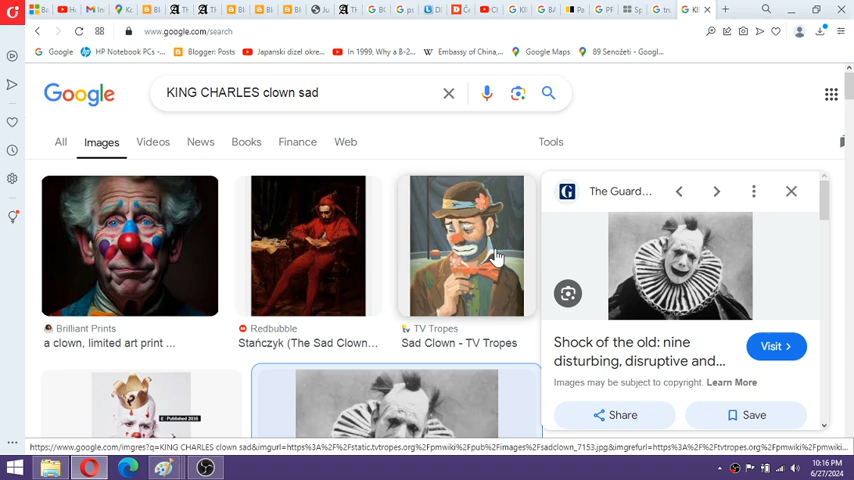 www.google.com/search
Google
HP Notebook PCs -...
Blogger: Posts
Japanski dizel okre...
In 1999, Why a B-2...
Embassy of China,...
Google Maps
89 Senožeti - Googl...
Google
KING CHARLES clown sad
All
Images
Videos
News
Books
Finance
Web
Tools
G
The Guard...
Brilliant Prints
a clown, limited art print ...
Redbubble
Stańczyk (The Sad Clown...
TV Tropes
Sad Clown - TV Tropes
Shock of the old: nine
disturbing, disruptive and...
Visit
Images may be subject to copyright. Learn More
Share
Save
Published 2016
https://www.google.com/imgres?q=KING CHARLES clown sad&imgurl=https%3A%2F%2Fstatic.tvtropes.org%2Fpmwiki%2Fpub%2Fimages%2Fsadclown_7153.jpg&imgrefurl=https%3A%2F%2Ftvtropes.org%2Fpmwiki%2Fpmwiki...
10:16 PM
6/27/2024